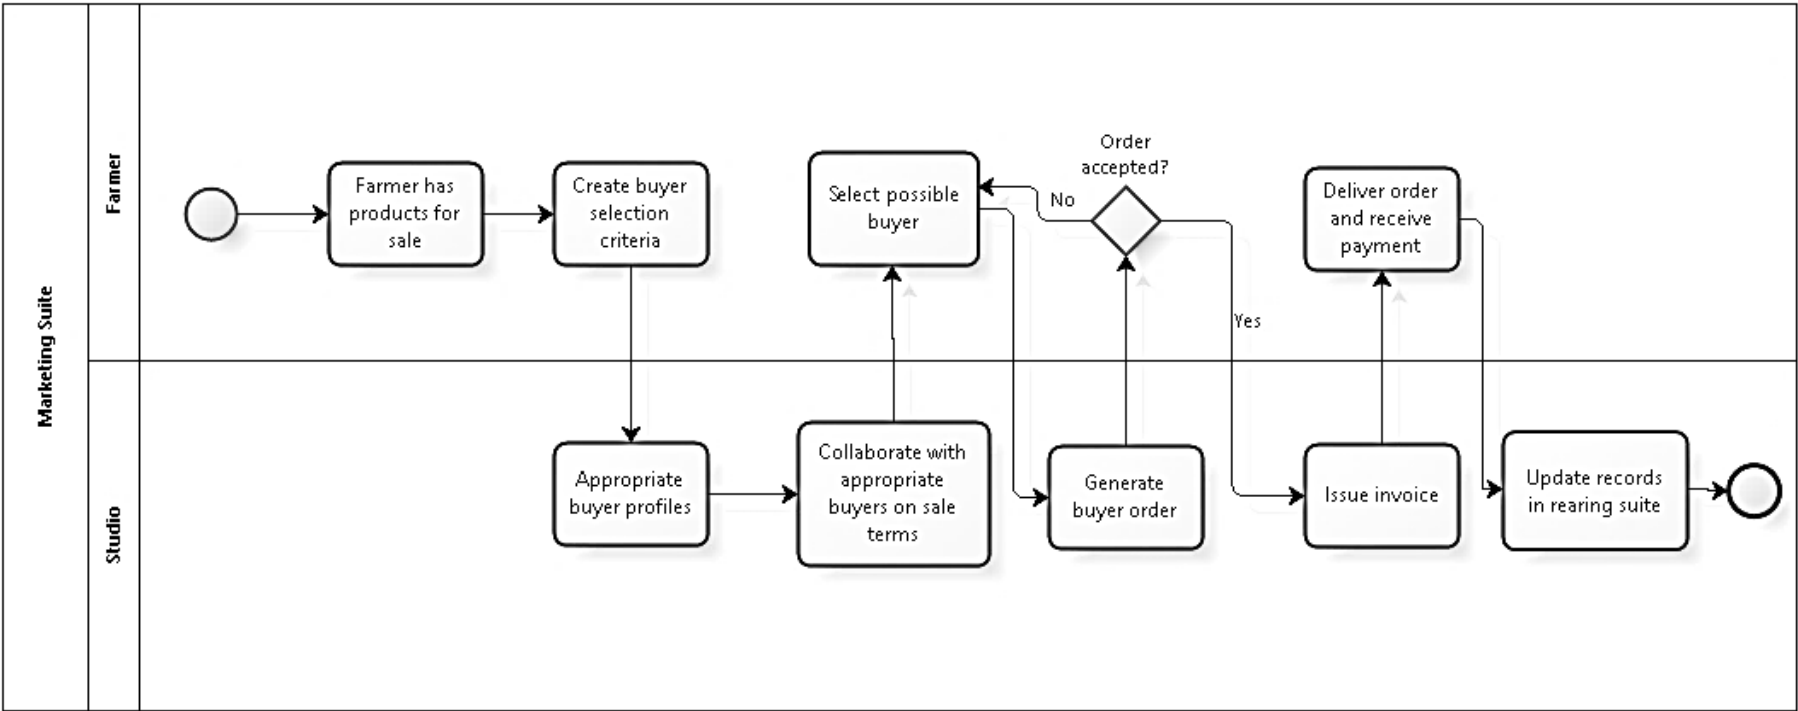 Marketing Suite
Farmer
Studio
Farmer has
products for
sale
Create buyer
selection
criteria
Appropriate
buyer profiles
Collaborate with
appropriate
buyers on sale
terms
Select possible
buyer
Generate
buyer order
Order
accepted?
No
Yes
Issue invoice
Deliver order
and receive
payment
Update records
in rearing suite